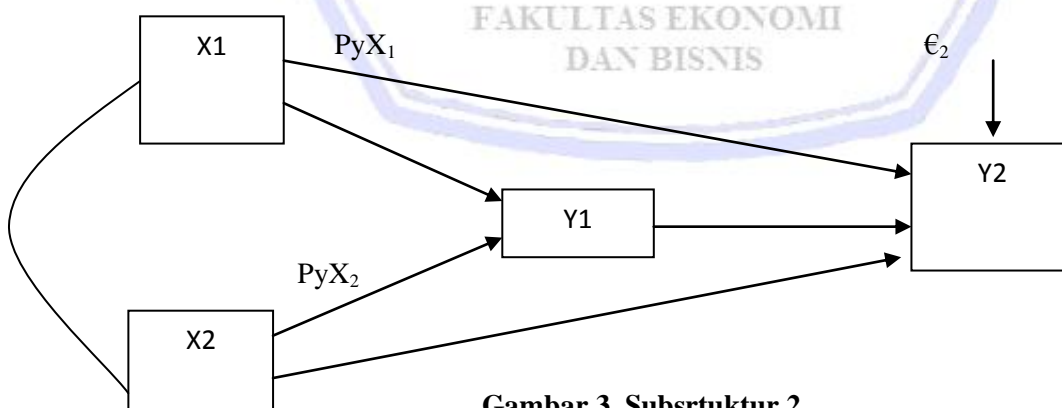 FAKULTAS EKONOMI
DAN BISNIS
X1
PyX₁
€₂
Y2
Y1
PyX₂
X2
Gambar 3. Subsrtuktur 2